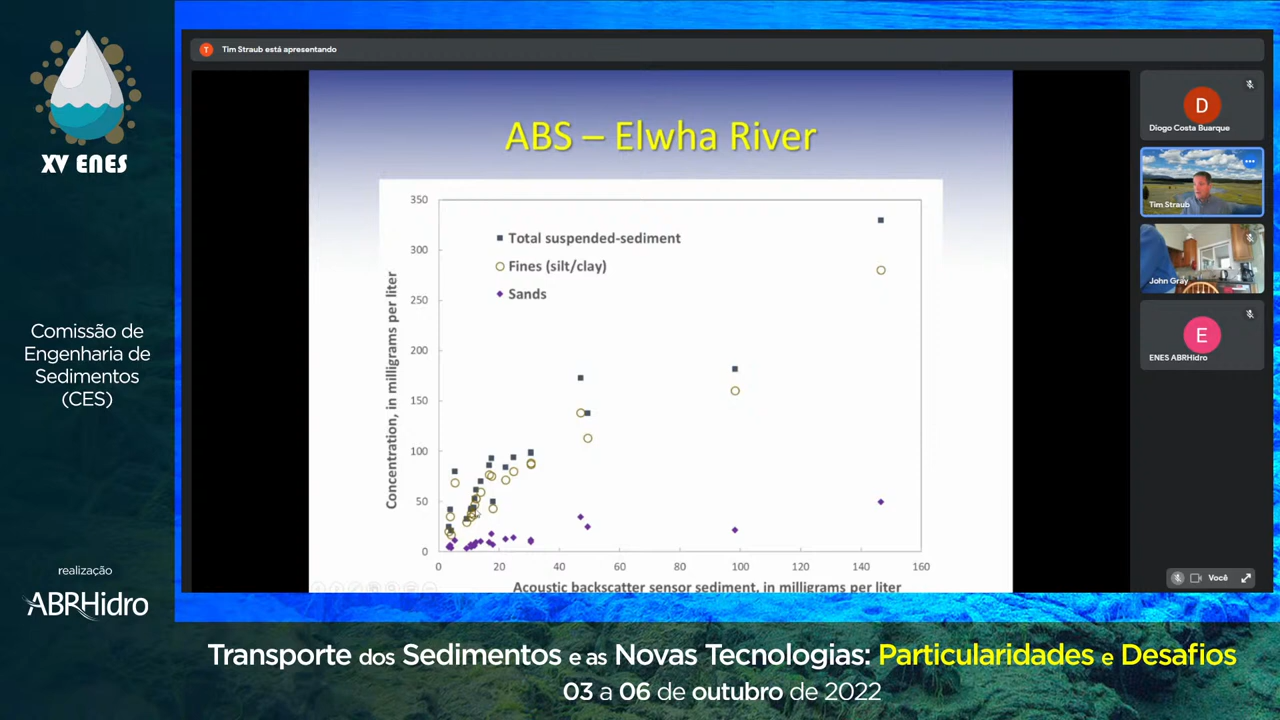 XV ENES
Comissão de
Engenharia de
Sedimentos
(CES)
realização
ABRHidro
T
Tim Straub está apresentando
ABS – Elwha River
Concentration, in milligrams per liter
350
300
250
200
150
100
50
0
Total suspended-sediment
Fines (silt/clay)
Sands
0 20 40 60 80 100 120 140 160
Acoustic backscatter sensor sediment, in milligrams per liter
D
Diogo Costa Buarque
Tim Straub
John Gray
E
ENES ABRHidro
Você
Transporte dos Sedimentos e as Novas Tecnologias: Particularidades e Desafios
03 a 06 de outubro de 2022